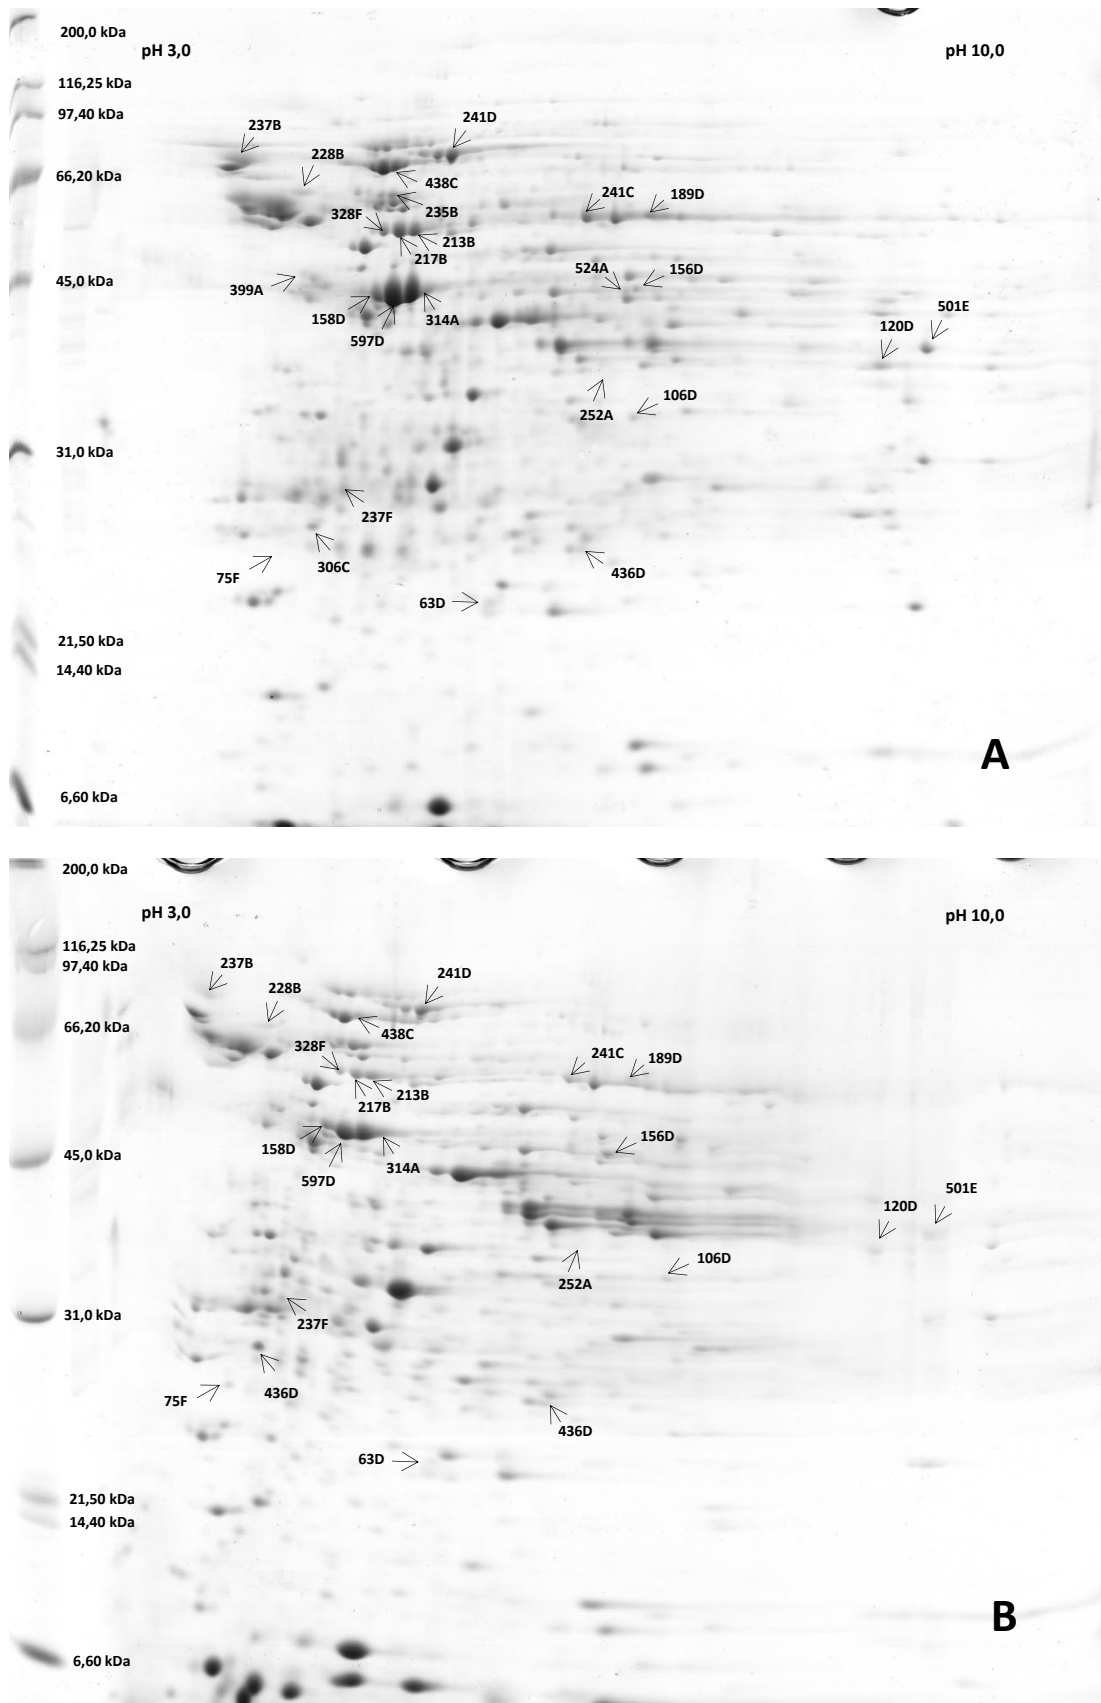 200,0 kDa
pH 3,0
pH 10,0
116,25 kDa
97,40 kDa
237B
241D
228B
66,20 kDa
438C
241C
189D
328F
235B
213B
217B
524A
156D
45,0 kDa
399A
501E
158D
314A
120D
597D
106D
252A
31,0 kDa
237F
306C
436D
75F
63D
21,50 kDa
14,40 kDa
A
6,60 kDa
200,0 kDa
pH 3,0
pH 10,0
116,25 kDa
97,40 kDa
237B
241D
228B
66,20 kDa
438C
328F
241C
189D
213B
217B
156D
158D
45,0 kDa
314A
597D
501E
120D
106D
252A
31,0 kDa
237F
436D
75F
436D
63D
21,50 kDa
14,40 kDa
B
6,60 kDa